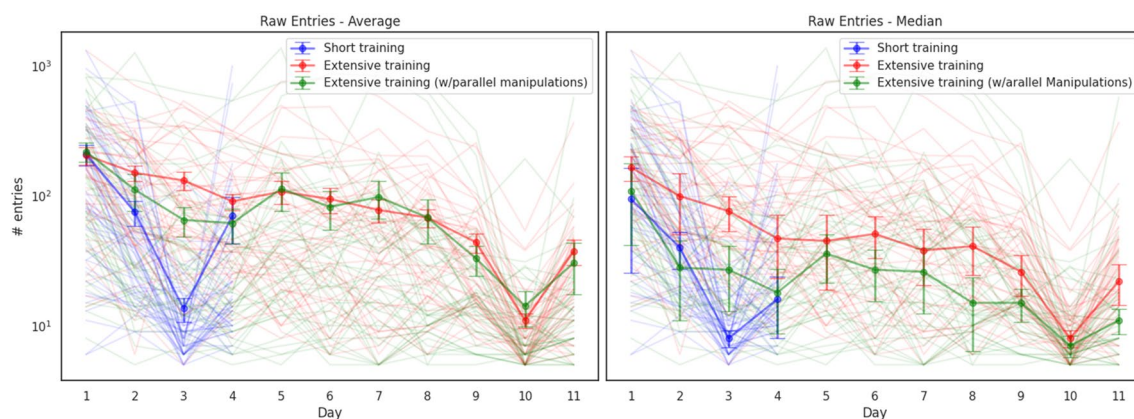 Raw Entries - Average
Short training
Extensive training
Extensive training (w/parallel manipulations)
# entries
10³
10²
10¹
1 2 3 4 5 6 7 8 9 10 11
Day
Raw Entries - Median
Short training
Extensive training
Extensive training (w/arallel Manipulations)
1 2 3 4 5 6 7 8 9 10 11
Day